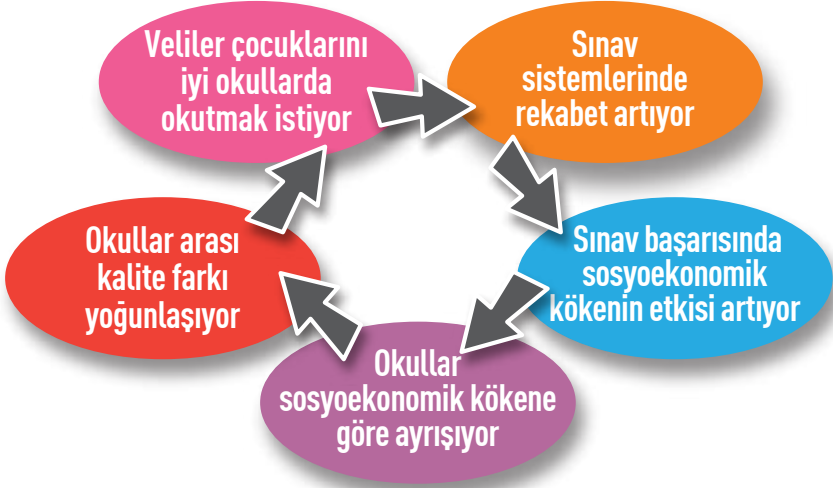 Veliler çocuklarını
iyi okullarda
okutmak istiyor
Sınav
sistemlerinde
rekabet artıyor
Sınav başarısında
sosyoekonomik
kökenin etkisi artıyor
Okullar
sosyoekonomik kökene
göre ayrışıyor
Okullar arası
kalite farkı
yoğunlaşıyor